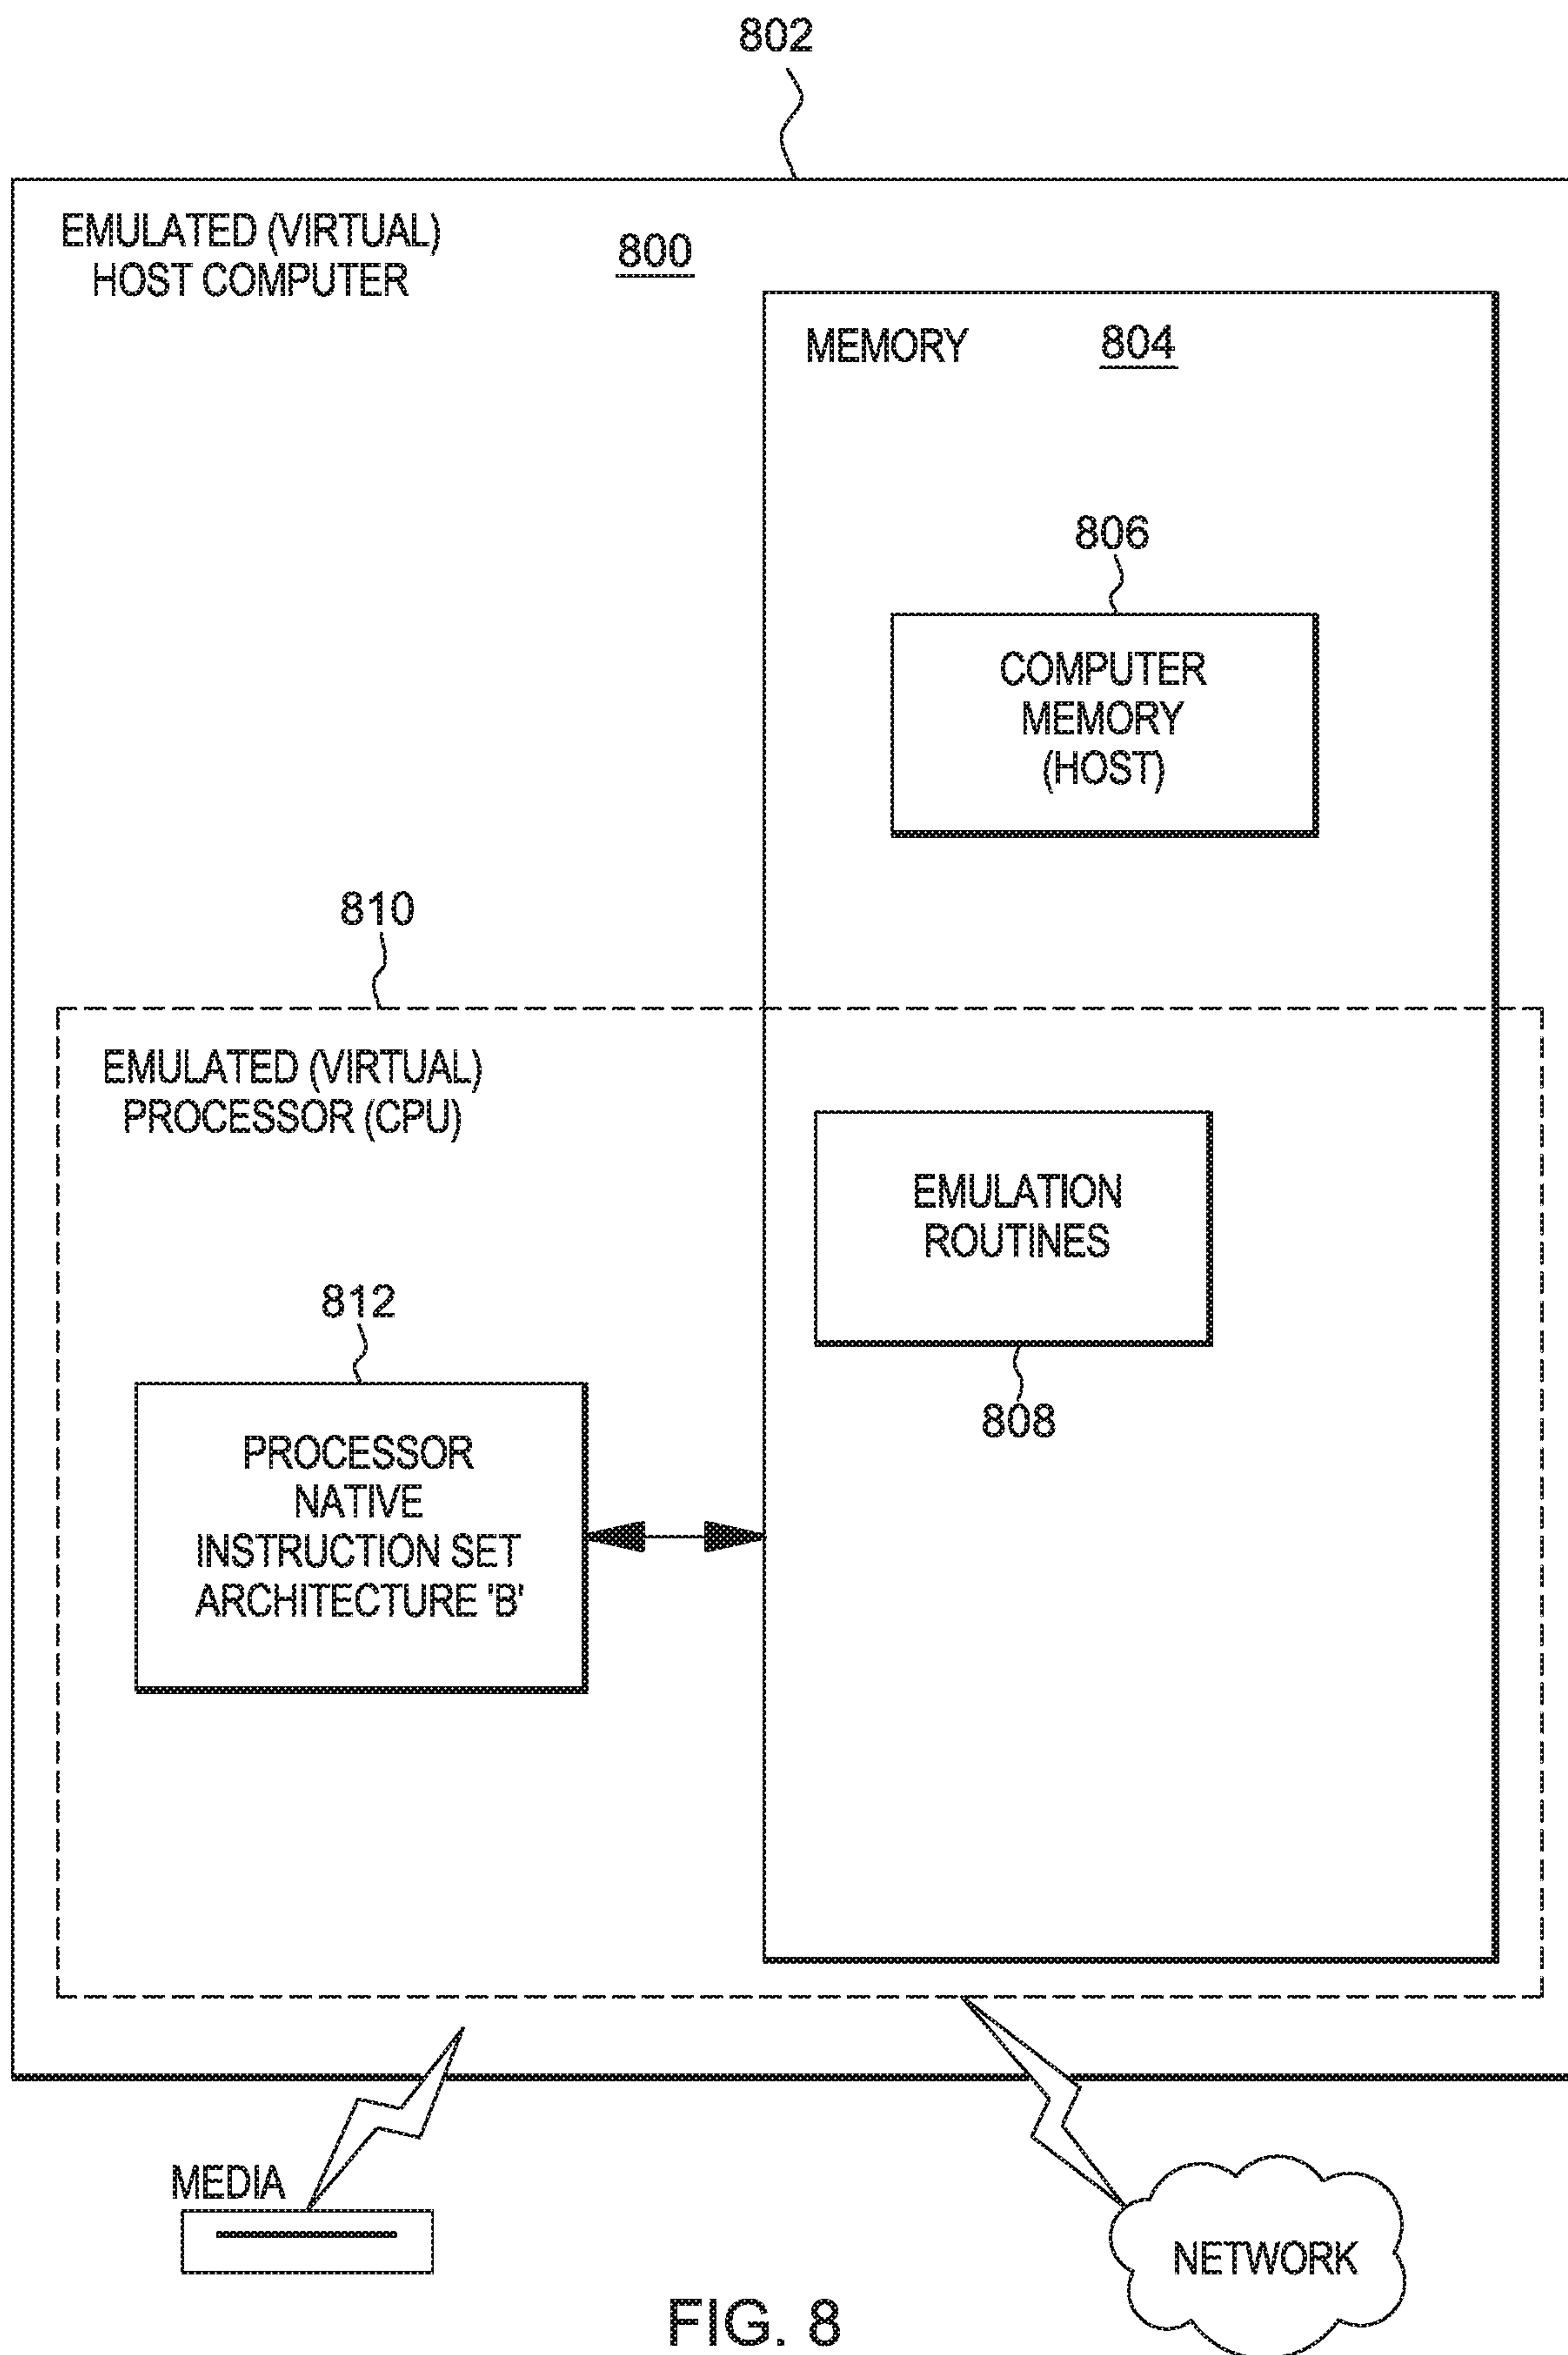 802
EMULATED (VIRTUAL)
HOST COMPUTER
800
MEMORY
804
806
COMPUTER
MEMORY
(HOST)
810
EMULATED (VIRTUAL)
PROCESSOR (CPU)
EMULATION
ROUTINES
808
812
PROCESSOR
NATIVE
INSTRUCTION SET
ARCHITECTURE 'B'
MEDIA
NETWORK
FIG. 8